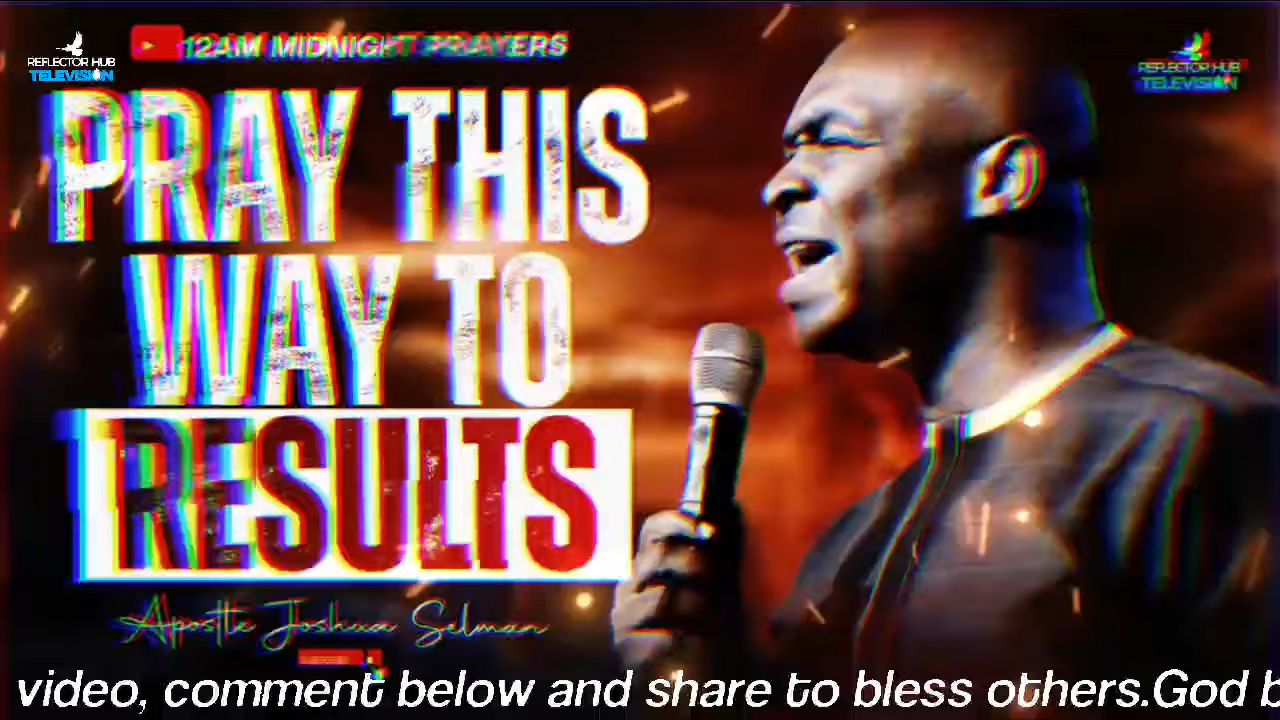 12AM MIDNIGHT PRAYERS
REFLECTOR HUB
TELEVISION
REFLECTOR HUB
TELEVISION
PRAY THIS
WAY TO
RESULTS
Apostle Joshua Selman
video, comment below and share to bless others.God b